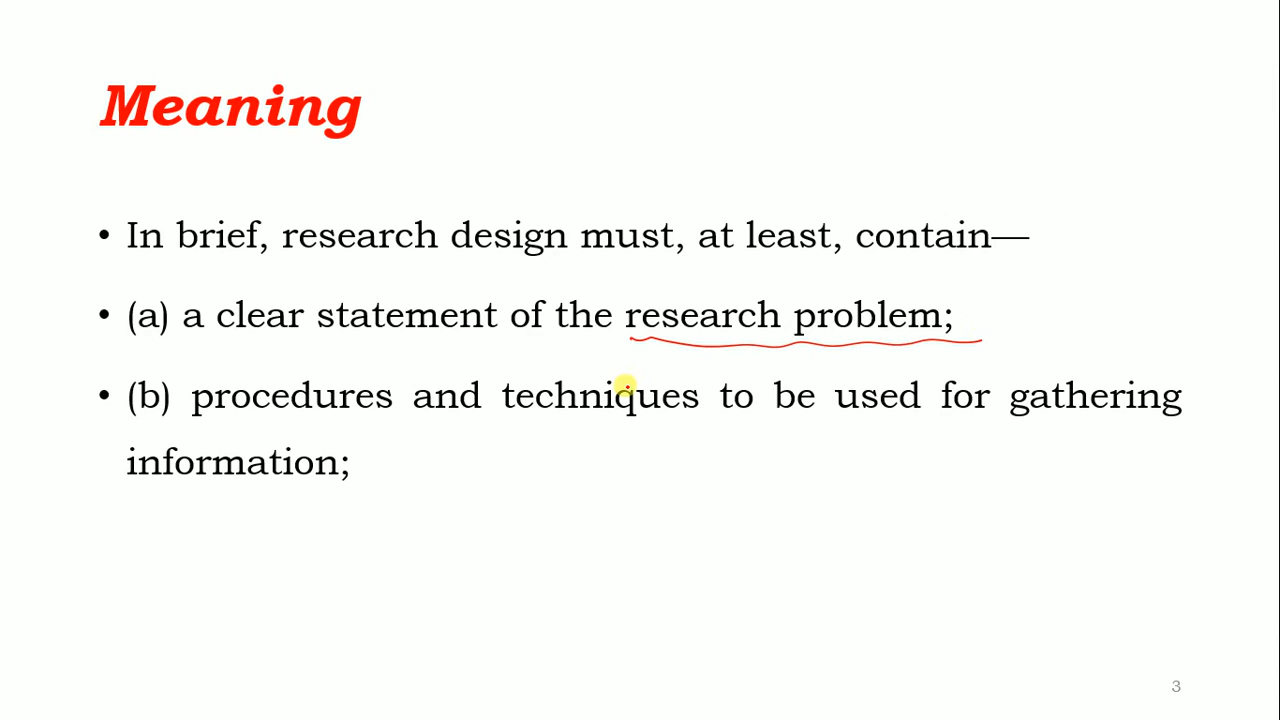 Meaning
• In brief, research design must, at least, contain—
• (a) a clear statement of the research problem;
• (b) procedures and techniques to be used for gathering
information;
3